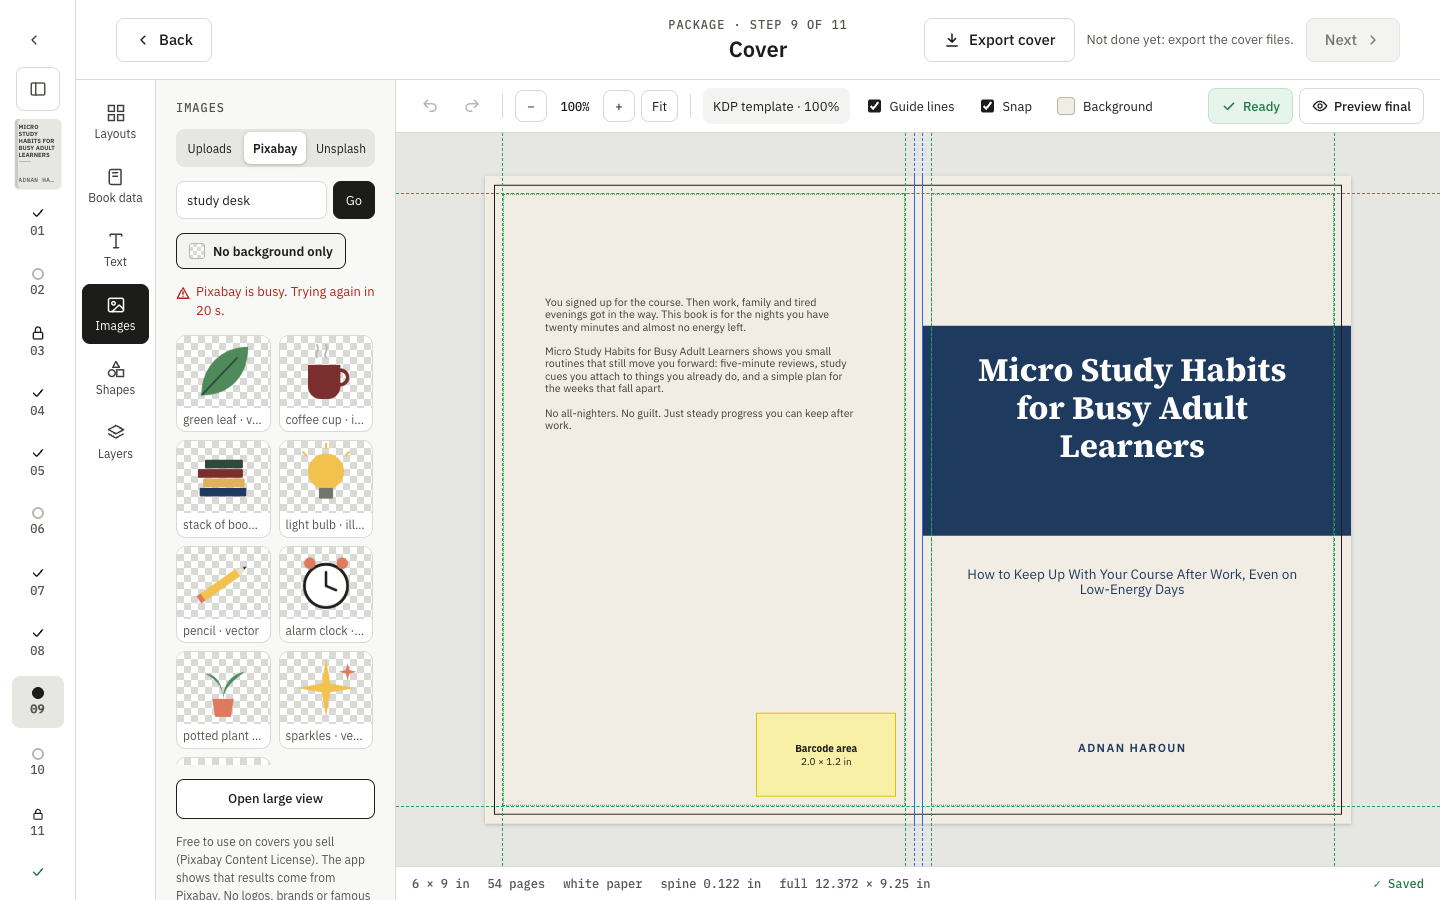 Back
PACKAGE · STEP 9 OF 11
Cover
Export cover
Not done yet: export the cover files.
Next
MICRO
STUDY
HABITS FOR
BUSY ADULT
LEARNERS
ADNAN HA…
01
02
03
04
05
06
07
08
09
10
11
Layouts
Book data
Text
Images
Shapes
Layers
IMAGES
Uploads
Pixabay
Unsplash
study desk
Go
No background only
Pixabay is busy. Trying again in
20 s.
green leaf · v…
coffee cup · i…
stack of boo…
light bulb · ill…
pencil · vector
alarm clock ·…
potted plant …
sparkles · ve…
Open large view
Free to use on covers you sell
(Pixabay Content License). The app
shows that results come from
Pixabay. No logos, brands or famous
− 100% + Fit
KDP template · 100%
Guide lines
Snap
Background
Ready
Preview final
You signed up for the course. Then work, family and tired
evenings got in the way. This book is for the nights you have
twenty minutes and almost no energy left.
Micro Study Habits for Busy Adult Learners shows you small
routines that still move you forward: five-minute reviews, study
cues you attach to things you already do, and a simple plan for
the weeks that fall apart.
No all-nighters. No guilt. Just steady progress you can keep after
work.
Barcode area
2.0 × 1.2 in
Micro Study Habits
for Busy Adult
Learners
How to Keep Up With Your Course After Work, Even on
Low-Energy Days
ADNAN HAROUN
6 × 9 in
54 pages
white paper
spine 0.122 in
full 12.372 × 9.25 in
✓ Saved